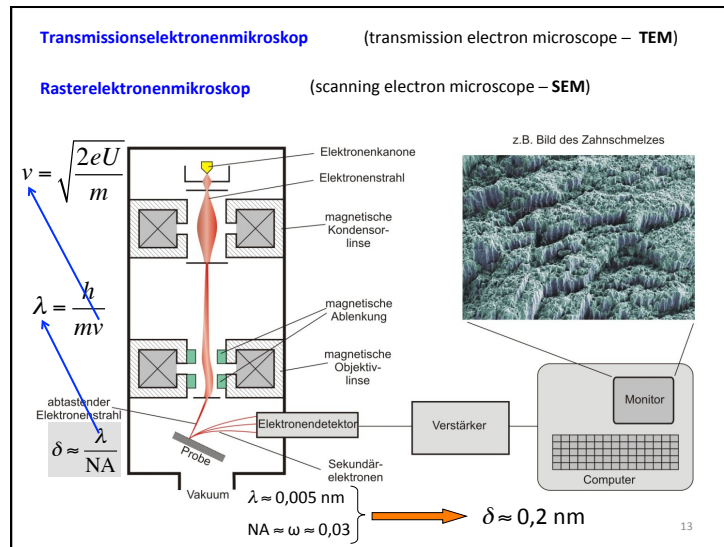 Transmissionselektronenmikroskop (transmission electron microscope – TEM)
Rasterelektronenmikroskop (scanning electron microscope – SEM)
z.B. Bild des Zahnschmelzes
v = √(2eU/m)
Elektronenkanone
Elektronenstrahl
magnetische
Kondensor-
linse
λ = h/mv
magnetische
Ablenkung
magnetische
Objektiv-
linse
abtastender
Elektronenstrahl
δ ≈ λ/NA
Probe
Elektronendetektor
Verstärker
Monitor
Computer
Sekundär-
elektronen
Vakuum
λ ≈ 0,005 nm
NA ≈ ω ≈ 0,03
δ ≈ 0,2 nm
13